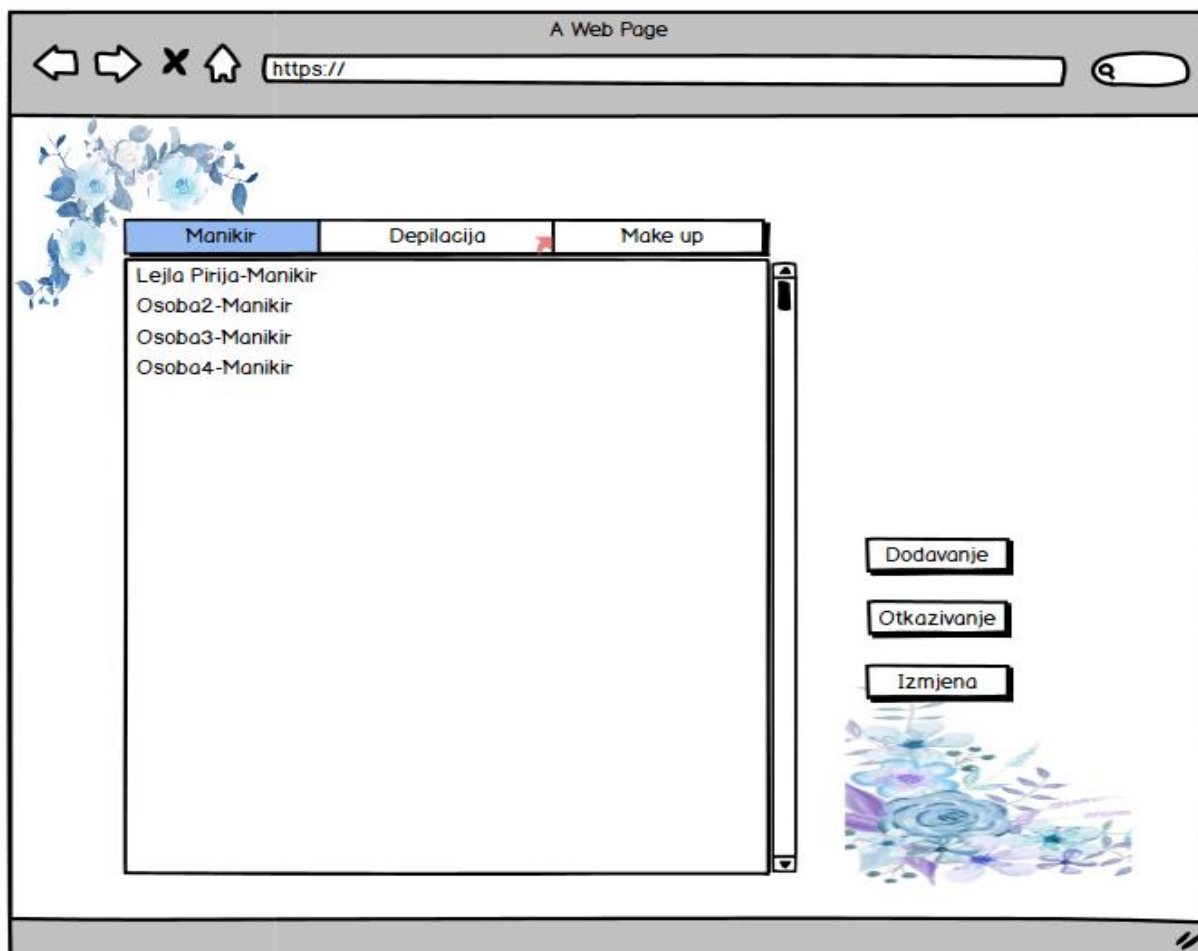 A Web Page
https://
Manikir Depilacija Make up
Lejla Pirija-Manikir
Osoba2-Manikir
Osoba3-Manikir
Osoba4-Manikir
Dodavanje
Otkazivanje
Izmjena